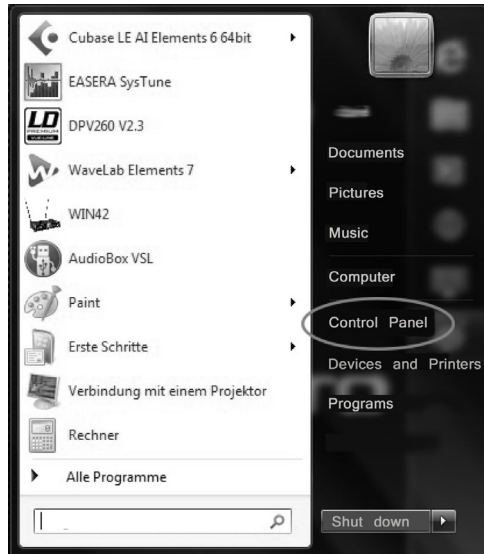 Cubase LE AI Elements 6 64bit
EASERA SysTune
LD
PREMIUM
DPV260 V2.3
WaveLab Elements 7
WIN42
AudioBox VSL
Paint
Erste Schritte
Verbindung mit einem Projektor
Rechner
Alle Programme
Documents
Pictures
Music
Computer
Control Panel
Devices and Printers
Programs
Shut down